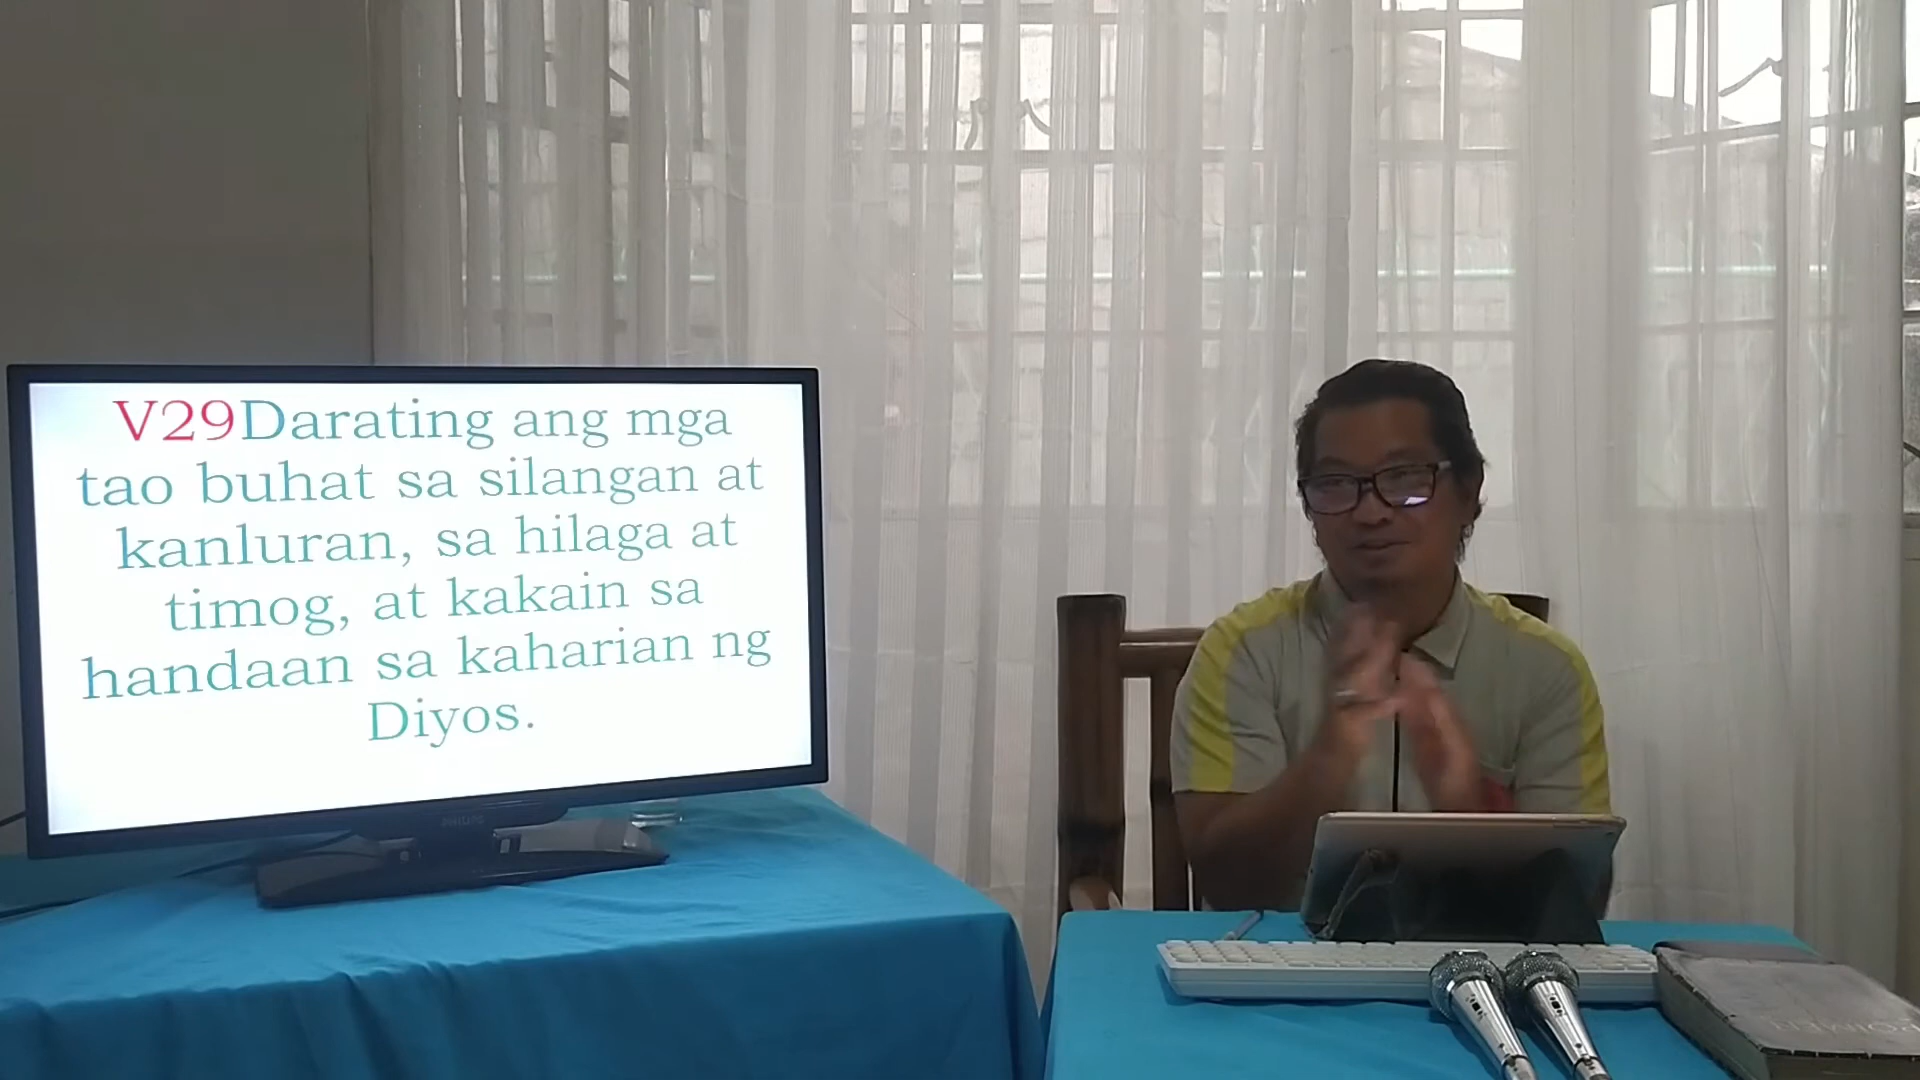 V29Darating ang mga
tao buhat sa silangan at
kanluran, sa hilaga at
timog, at kakain sa
handaan sa kaharian ng
Diyos.
PHILIPS